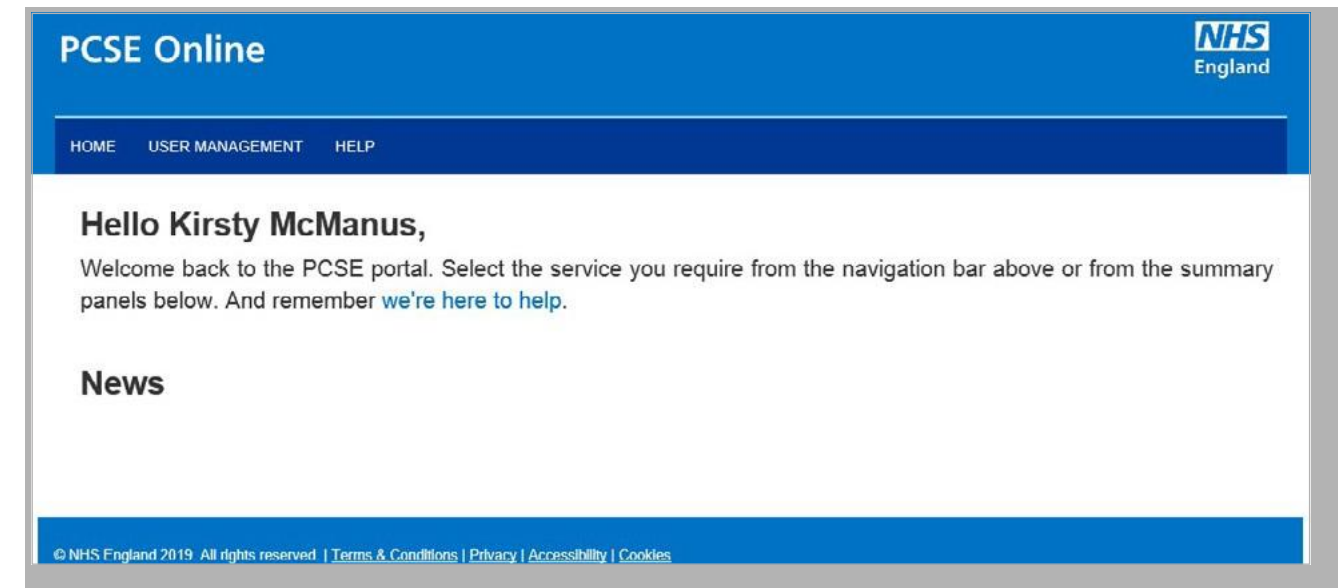 PCSE Online
NHS
England
HOME USER MANAGEMENT HELP
Hello Kirsty McManus,
Welcome back to the PCSE portal. Select the service you require from the navigation bar above or from the summary
panels below. And remember we're here to help.
News
© NHS England 2019 All rights reserved | Terms & Conditions | Privacy | Accessibility | Cookies